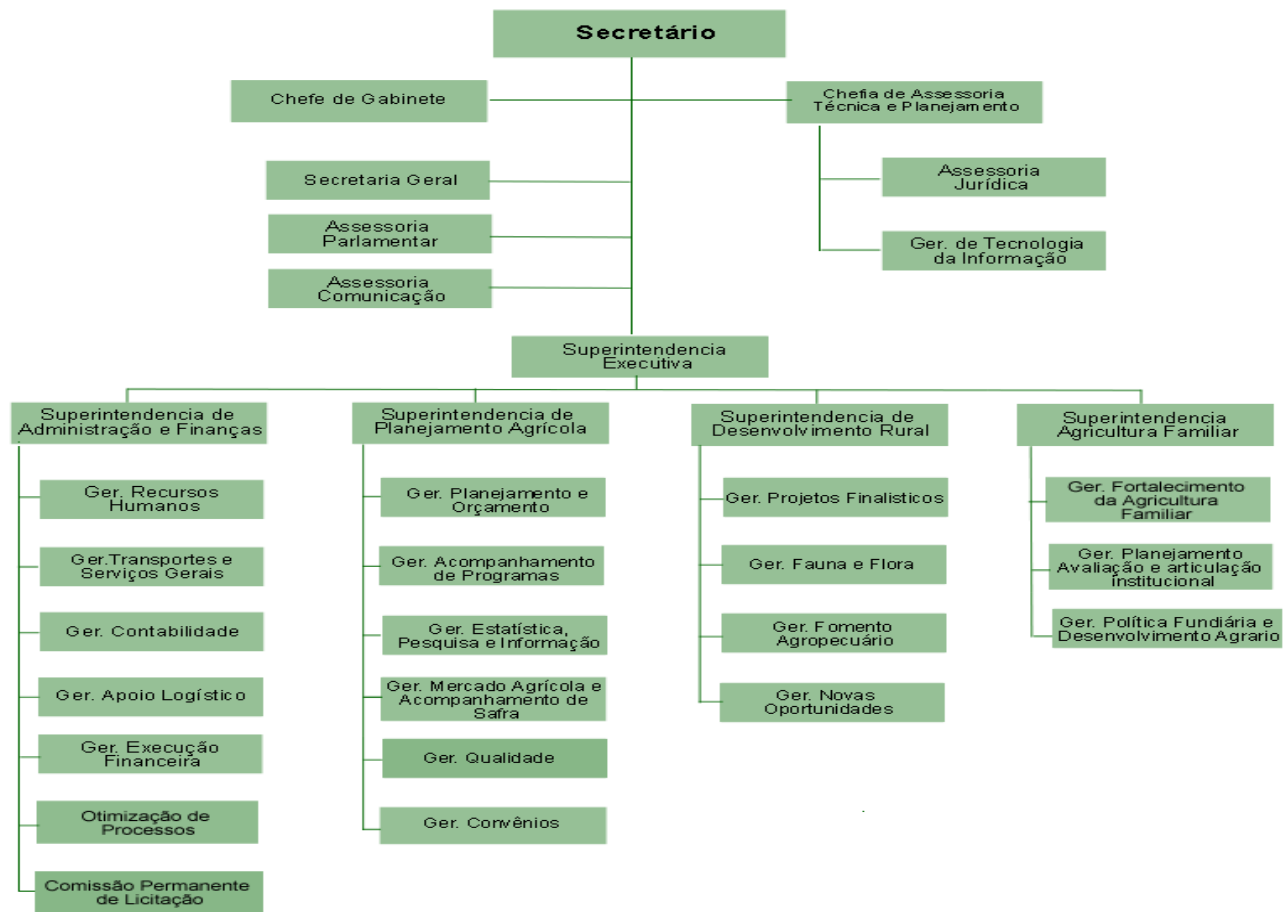 Secretário
Chefe de Gabinete
Chefia de Assessoria
Técnica e Planejamento
Secretaria Geral
Assessoria
Jurídica
Assessoria
Parlamentar
Ger. de Tecnologia
da Informação
Assessoria
Comunicação
Superintendencia
Executiva
Superintendencia de
Administração e Finanças
Ger. Recursos
Humanos
Ger.Transportes e
Serviços Gerais
Ger. Contabilidade
Ger. Apoio Logístico
Ger. Execução
Financeira
Otimização de
Processos
Comissão Permanente
de Licitação
Superintendencia de
Planejamento Agrícola
Ger. Planejamento e
Orçamento
Ger. Acompanhamento
de Programas
Ger. Estatística,
Pesquisa e Informação
Ger. Mercado Agrícola e
Acompanhamento de
Safra
Ger. Qualidade
Ger. Convênios
Superintendencia de
Desenvolvimento Rural
Ger. Projetos Finalísticos
Ger. Fauna e Flora
Ger. Fomento
Agropecuário
Ger. Novas
Oportunidades
Superintendencia
Agricultura Familiar
Ger. Fortalecimento
da Agricultura
Familiar
Ger. Planejamento
Avaliação e articulação
institucional
Ger. Política Fundiária e
Desenvolvimento Agrario